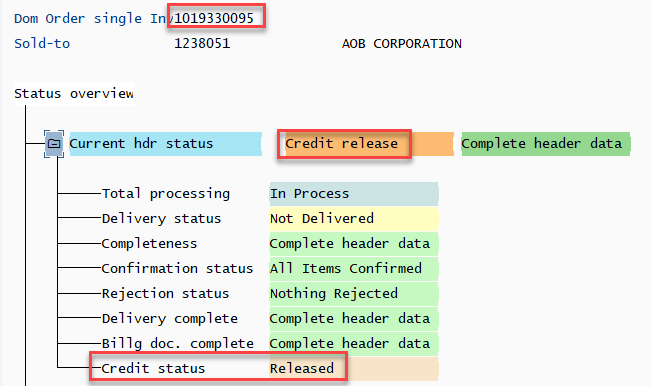 Dom Order single Inv 1019330095
Sold-to 1238051 AOB CORPORATION
Status overview
Current hdr status Credit release Complete header data
Total processing In Process
Delivery status Not Delivered
Completeness Complete header data
Confirmation status All Items Confirmed
Rejection status Nothing Rejected
Delivery complete Complete header data
Billg doc. complete Complete header data
Credit status Released